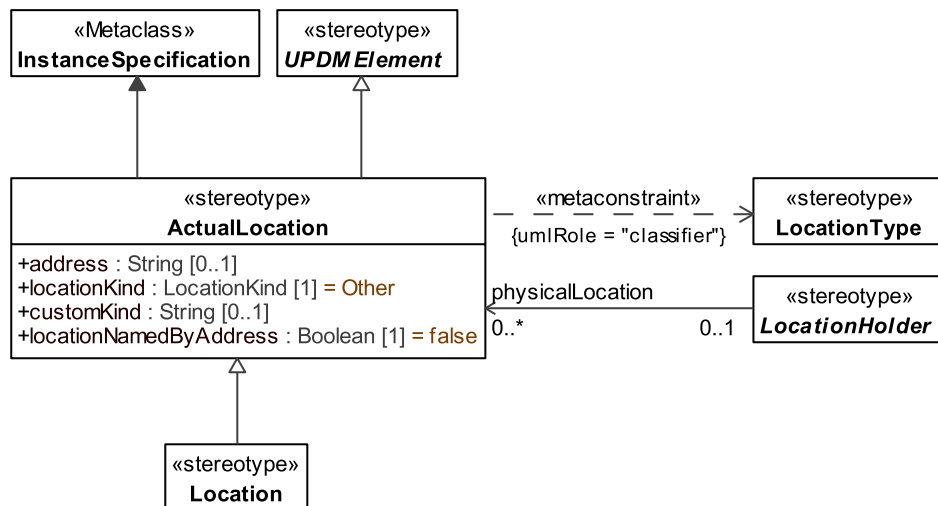 «Metaclass»
InstanceSpecification
«stereotype»
UPDMElement
«stereotype»
ActualLocation
+address : String [0..1]
+locationKind : LocationKind [1] = Other
+customKind : String [0..1]
+locationNamedByAddress : Boolean [1] = false
«metaconstraint»
{umlRole = "classifier"}
«stereotype»
LocationType
physicalLocation
0..*
0..1
«stereotype»
LocationHolder
«stereotype»
Location